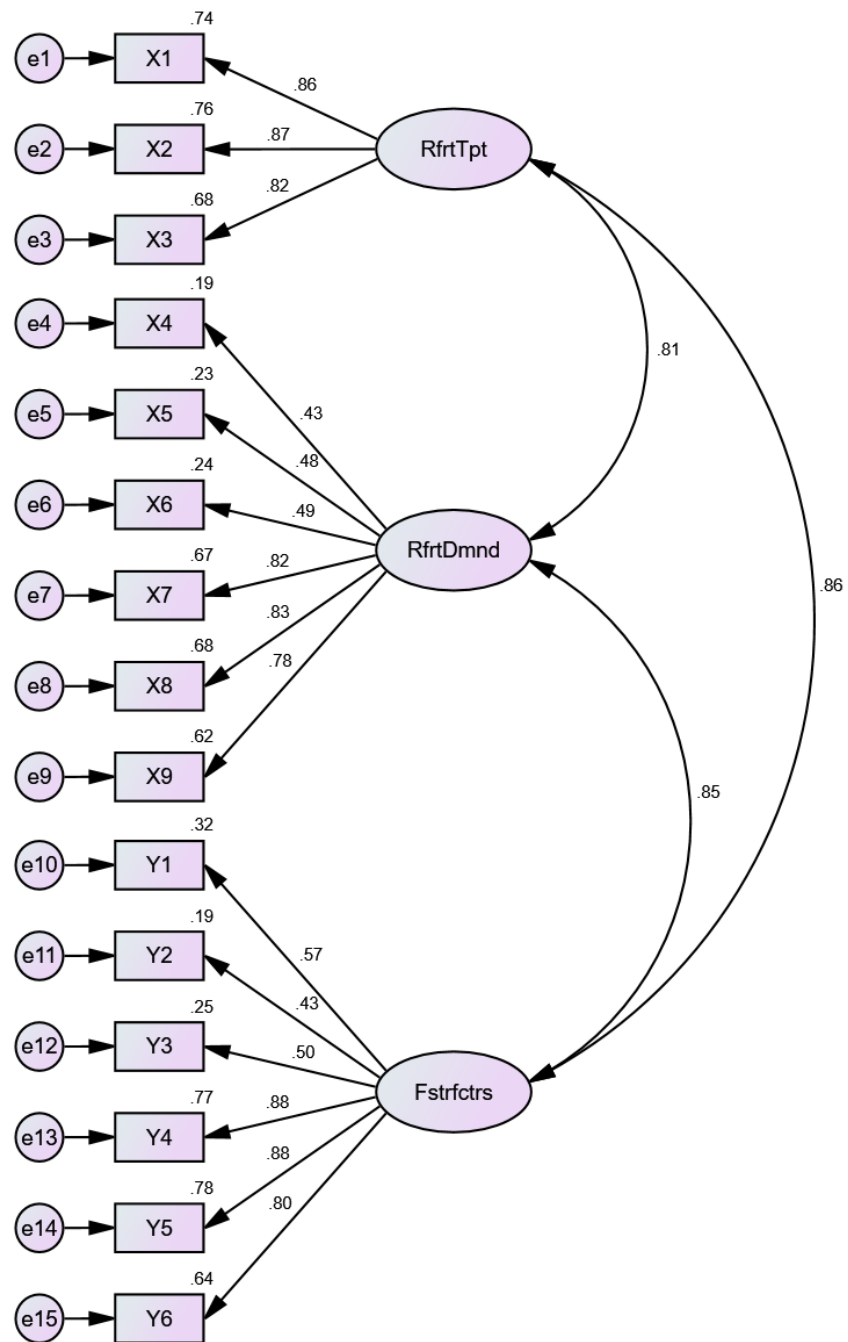 .74
e1 X1
.86
.76
e2 X2 .87 RfrtTpt
.82
.68
e3 X3
.19
e4 X4
.81
.23
e5 X5 .43
.48
.24
e6 X6 .49
RfrtDmnd
.67
e7 X7 .82
.86
.83
.68
e8 X8 .78
.62
e9 X9
.85
.32
e10 Y1
.19
e11 Y2 .57
.43
.25
e12 Y3 .50
.77
.88 Fstrfctrs
e13 Y4
.88
.78
.80
e14 Y5
.64
e15 Y6